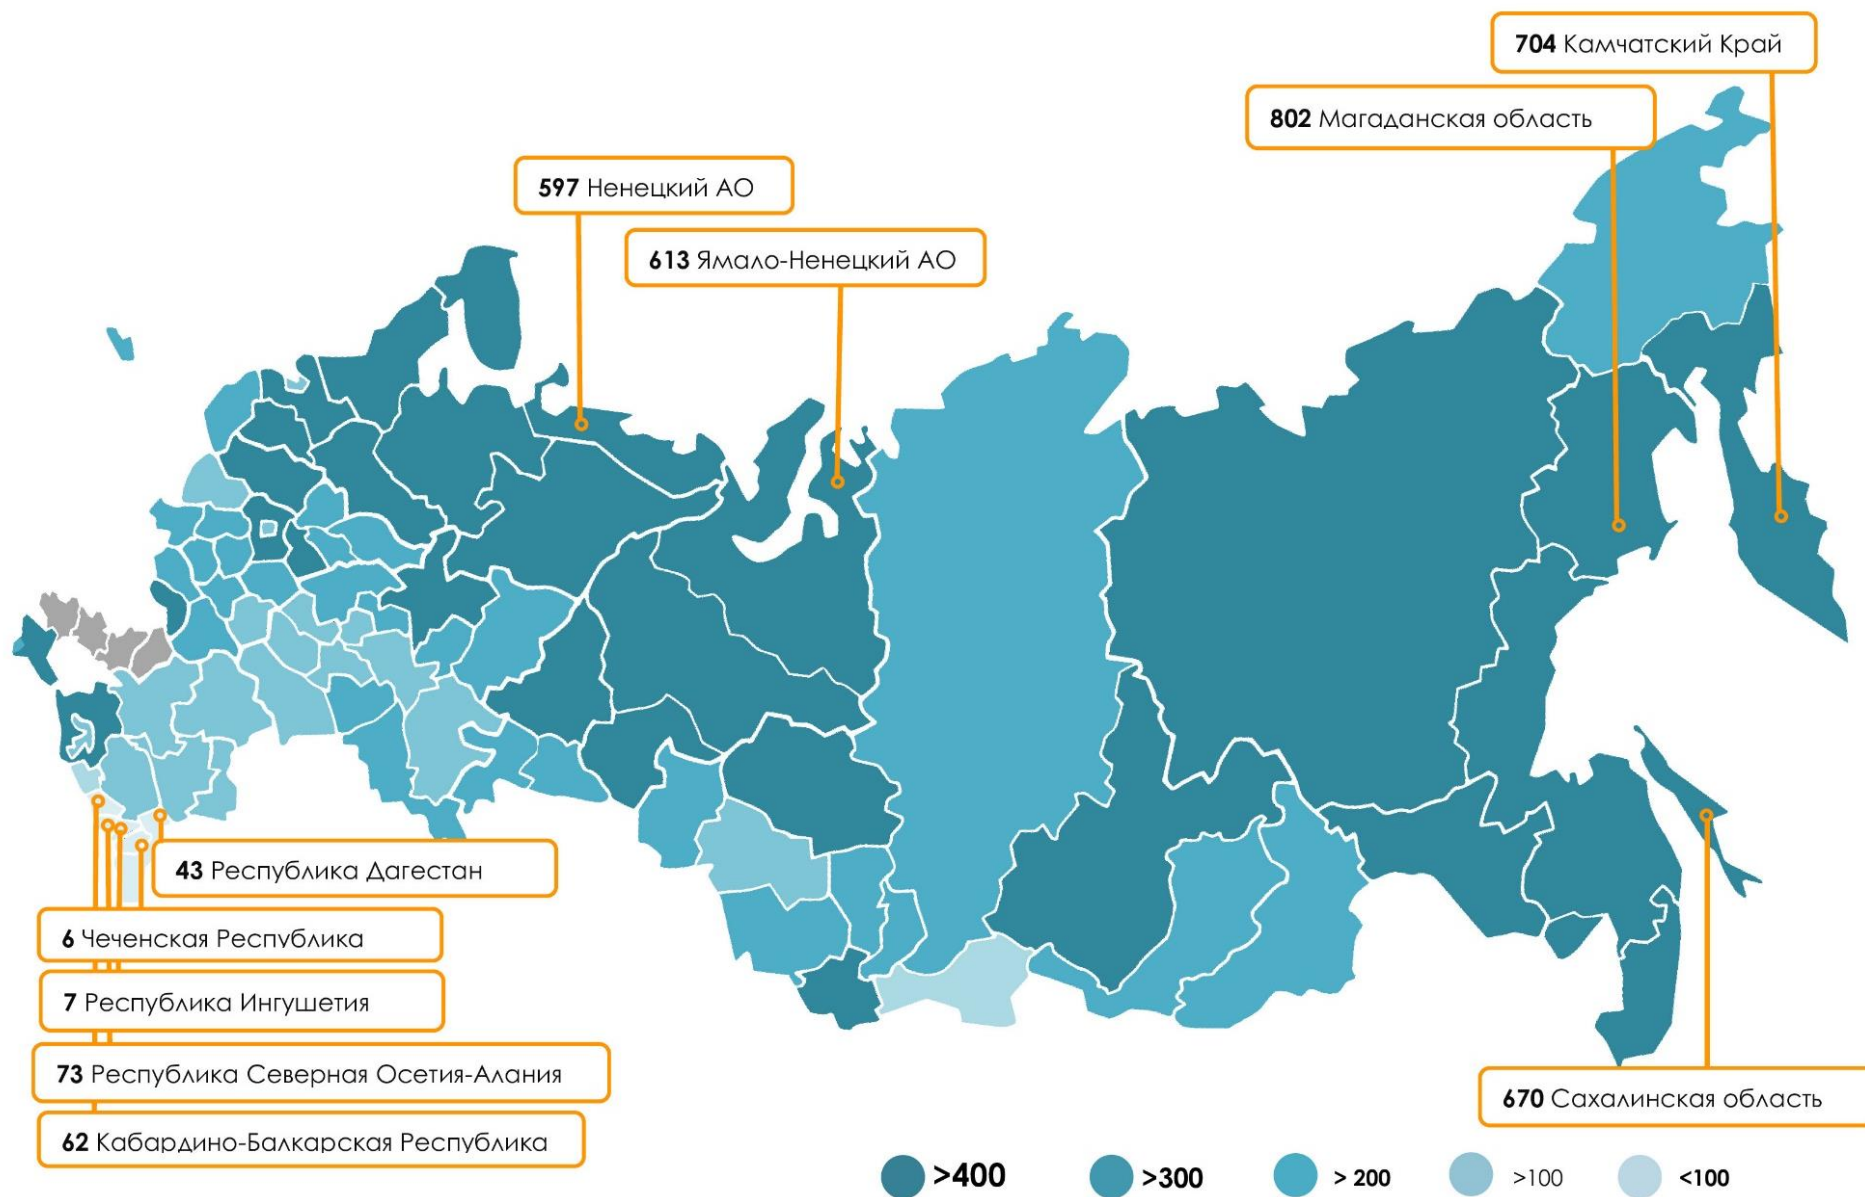 704 Камчатский Край
802 Магаданская область
597 Ненецкий АО
613 Ямало-Ненецкий АО
43 Республика Дагестан
6 Чеченская Республика
7 Республика Ингушетия
73 Республика Северная Осетия-Алания
62 Кабардино-Балкарская Республика
670 Сахалинская область
>400 >300 > 200 >100 <100